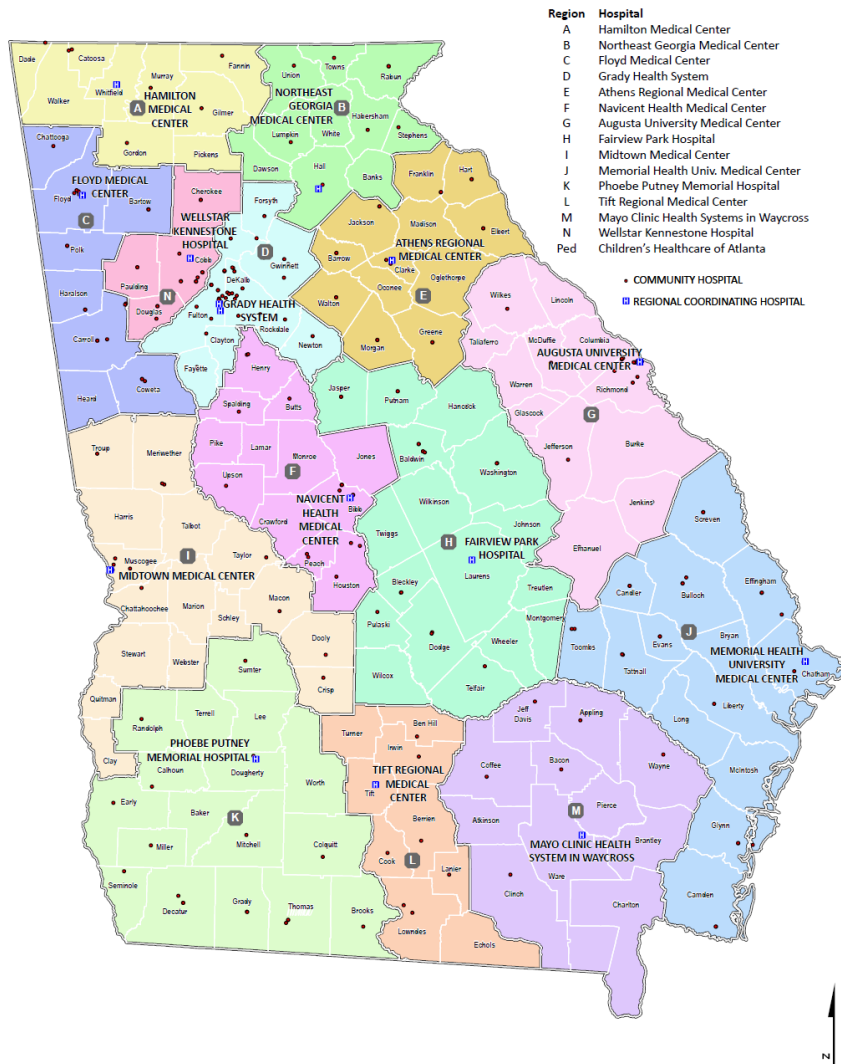 Region Hospital
A Hamilton Medical Center
B Northeast Georgia Medical Center
C Floyd Medical Center
D Grady Health System
E Athens Regional Medical Center
F Navicent Health Medical Center
G Augusta University Medical Center
H Fairview Park Hospital
I Midtown Medical Center
J Memorial Health Univ. Medical Center
K Phoebe Putney Memorial Hospital
L Tift Regional Medical Center
M Mayo Clinic Health Systems in Waycross
N Wellstar Kennestone Hospital
Ped Children's Healthcare of Atlanta
COMMUNITY HOSPITAL
H REGIONAL COORDINATING HOSPITAL
Dade
Catoosa
Fannin
Murray
Whitfield
Walker
A
HAMILTON
MEDICAL
CENTER
Gilmer
Gordon
Pickens
Towns
Union
Rabun
NORTHEAST
GEORGIA
MEDICAL CENTER
B
Habersham
White
Lumpkin
Stephens
Dawson
Hall
Banks
Chattooga
FLOYD MEDICAL
CENTER
Floyd
Bartow
C
Polk
Haralson
Carroll
Heard
Coweta
Cherokee
WELLSTAR
KENNESTONE
HOSPITAL
Cobb
Paulding
N
Douglas
Forsyth
D
Gwinnett
DeKalb
Fulton
GRADY HEALTH
SYSTEM
Rockdale
Clayton
Newton
Fayette
Franklin
Hart
Jackson
Madison
Elbert
ATHENS REGIONAL
MEDICAL CENTER
Barrow
Clarke
Oglethorpe
Oconee
E
Walton
Greene
Morgan
Wilkes
Lincoln
Taliaferro
McDuffie
Columbia
AUGUSTA UNIVERSITY
MEDICAL CENTER
Richmond
Warren
Glascock
G
Jefferson
Burke
Jenkins
Emanuel
Henry
Spalding
Butts
Pike
Lamar
Monroe
Jones
F
Upson
NAVICENT
HEALTH
MEDICAL
CENTER
Bibb
Crawford
Peach
Houston
Jasper
Putnam
Hancock
Baldwin
Washington
Wilkinson
Johnson
Twiggs
H
FAIRVIEW PARK
HOSPITAL
Laurens
Bleckley
Treutlen
Montgomery
Pulaski
Dodge
Wheeler
Wilcox
Telfair
Troup
Meriwether
Harris
Talbot
I
Taylor
Muscogee
MIDTOWN MEDICAL CENTER
Chattahoochee
Marion
Macon
Schley
Dooly
Stewart
Webster
Crisp
Quitman
Clay
Screven
Effingham
Candler
Bulloch
J
Bryan
Toombs
Evans
MEMORIAL HEALTH
UNIVERSITY
MEDICAL CENTER
Chatham
Tattnall
Liberty
Long
McIntosh
Glynn
Camden
Sumter
Terrell
Lee
Randolph
PHOEBE PUTNEY
MEMORIAL HOSPITAL
Calhoun
Dougherty
Worth
Early
Baker
K
Mitchell
Miller
Colquitt
Seminole
Decatur
Grady
Thomas
Brooks
Turner
Ben Hill
Irwin
TIFT REGIONAL
MEDICAL
CENTER
Tift
Berrien
Cook
L
Lanier
Lowndes
Echols
Jeff
Davis
Appling
Coffee
Bacon
Wayne
Pierce
M
Atkinson
Brantley
MAYO CLINIC HEALTH
SYSTEM IN WAYCROSS
Ware
Clinch
Charlton
N